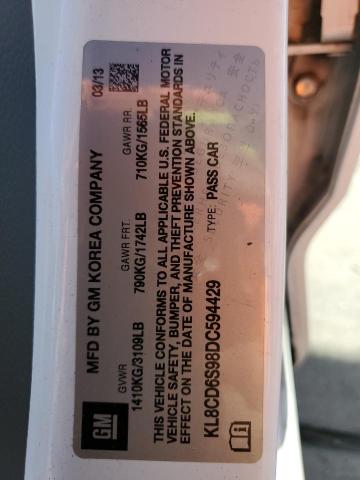 GM
MFD BY GM KOREA COMPANY 03/13
GVWR GAWR FRT. GAWR RR.
1410KG/3109LB 790KG/1742LB 710KG/1565LB
THIS VEHICLE CONFORMS TO ALL APPLICABLE U.S. FEDERAL MOTOR
VEHICLE SAFETY, BUMPER, AND THEFT PREVENTION STANDARDS IN
EFFECT ON THE DATE OF MANUFACTURE SHOWN ABOVE.
KL8CD6S98DC594429 TYPE: PASS CAR